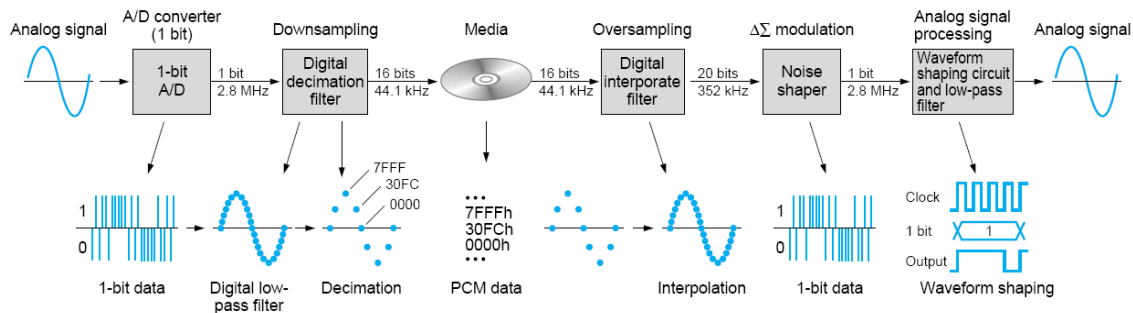 Analog signal
A/D converter
(1 bit)
Downsampling
Media
Oversampling
ΔΣ modulation
Analog signal
processing
Analog signal
1-bit
A/D
1 bit
2.8 MHz
Digital
decimation
filter
16 bits
44.1 kHz
16 bits
44.1 kHz
Digital
interporate
filter
20 bits
352 kHz
Noise
shaper
1 bit
2.8 MHz
Waveform
shaping circuit
and low-pass
filter
1
0
7FFF
30FC
0000
•••
7FFFh
30FCh
0000h
•••
1
0
Clock
1 bit
1
Output
1-bit data
Digital low-
pass filter
Decimation
PCM data
Interpolation
1-bit data
Waveform shaping